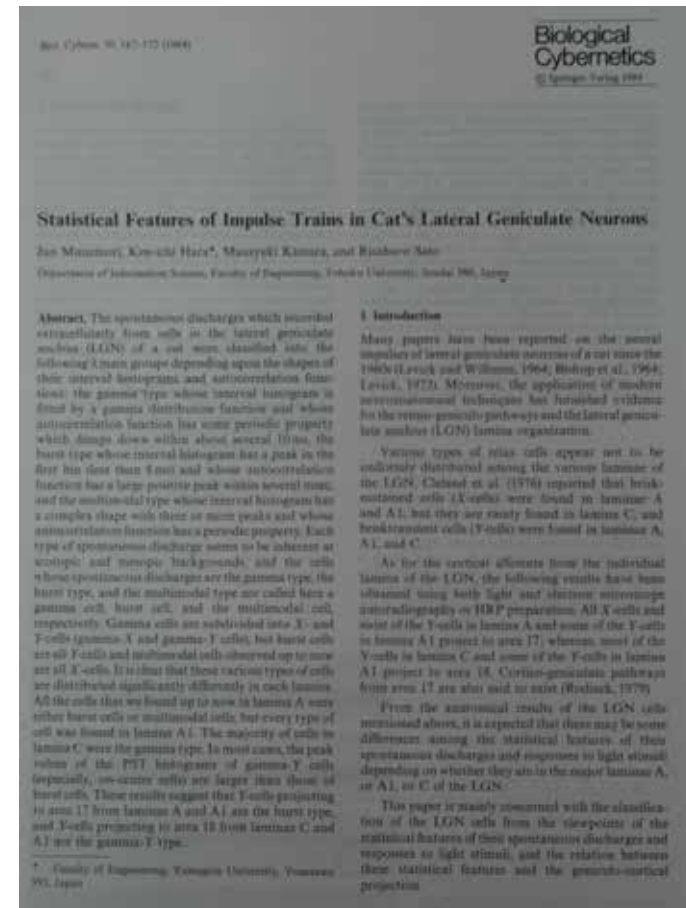 Biol. Cybern. 50, 167-172 (1984)
Biological
Cybernetics
© Springer-Verlag 1984
Statistical Features of Impulse Trains in Cat's Lateral Geniculate Neurons
Ken-ichi Hara*, and
Department of Information Science, Faculty of Engineering, Tohoku University, Sendai 980, Japan
Abstract. The spontaneous discharges which recorded
extracellularly from cells in the lateral geniculate
nucleus (LGN) of a cat were classified into the
following 3 main groups depending upon the shapes of
their interval histograms and autocorrelation func-
tions: the gamma type whose interval histogram is
fitted by a gamma distribution function and whose
autocorrelation function has some periodic property
which damps down within about several 10 ms, the
burst type whose interval histogram has a peak in the
first bin (less than 8 ms) and whose autocorrelation
function has a large positive peak within several msec,
and the multimodal type whose interval histogram has
a complex shape with three or more peaks and whose
autocorrelation function has a periodic property. Each
type of spontaneous discharge seems to be inherent at
scotopic and mesopic backgrounds, and the cells
whose spontaneous discharges are the gamma type, the
burst type, and the multimodal type are called here a
gamma cell, burst cell, and the multimodal cell,
respectively. Gamma cells are subdivided into X- and
Y-cells (gamma-X and gamma-Y cells), but burst cells
are all Y-cells and multimodal cells observed up to now
are all X-cells. It is clear that these various types of cells
are distributed significantly differently in each lamina.
All the cells that we found up to now in lamina A were
either burst cells or multimodal cells, but every type of
cell was found in lamina A1. The majority of cells in
lamina C were the gamma type. In most cases, the peak
values of the PST histograms of gamma-Y cells
(especially, on-center cells) are larger than those of
burst cells. These results suggest that Y-cells projecting
to area 17 from laminae A and A1 are the burst type,
and Y-cells projecting to area 18 from laminae C and
A1 are the gamma-Y type.
* Faculty of Engineering, Yamagata University, Yonezawa
992, Japan
1 Introduction
Many papers have been reported on the neural
impulses of lateral geniculate neurons of a cat since the
1960s (Levick and Williams, 1964; Bishop et al., 1964;
Levick, 1973). Moreover, the application of modern
neuroanatomical techniques has furnished evidence
for the retino-geniculo pathways and the lateral genicu-
late nucleus (LGN) lamina organization.
Various types of relay cells appear not to be
uniformly distributed among the various laminae of
the LGN. Cleland et al. (1976) reported that brisk-
sustained cells (X-cells) were found in laminae A
and A1, but they are rarely found in lamina C, and
brisktransient cells (Y-cells) were found in laminae A,
A1, and C.
As for the cortical afferents from the individual
lamina of the LGN, the following results have been
obtained using both light and electron microscope
autoradiography or HRP preparation. All X-cells and
most of the Y-cells in lamina A and some of the Y-cells
in lamina A1 project to area 17; whereas, most of the
Y-cells in lamina C and some of the Y-cells in lamina
A1 project to area 18. Cortico-geniculate pathways
from area 17 are also said to exist (Rodieck, 1979)
From the anatomical results of the LGN cells
mentioned above, it is expected that there may be some
differences among the statistical features of their
spontaneous discharges and responses to light stimuli
depending on whether they are in the major laminae A,
or A1, or C of the LGN.
This paper is mainly concerned with the classifica-
tion of the LGN cells from the viewpoints of the
statistical features of their spontaneous discharges and
responses to light stimuli, and the relation between
these statistical features and the geniculo-cortical
projection.